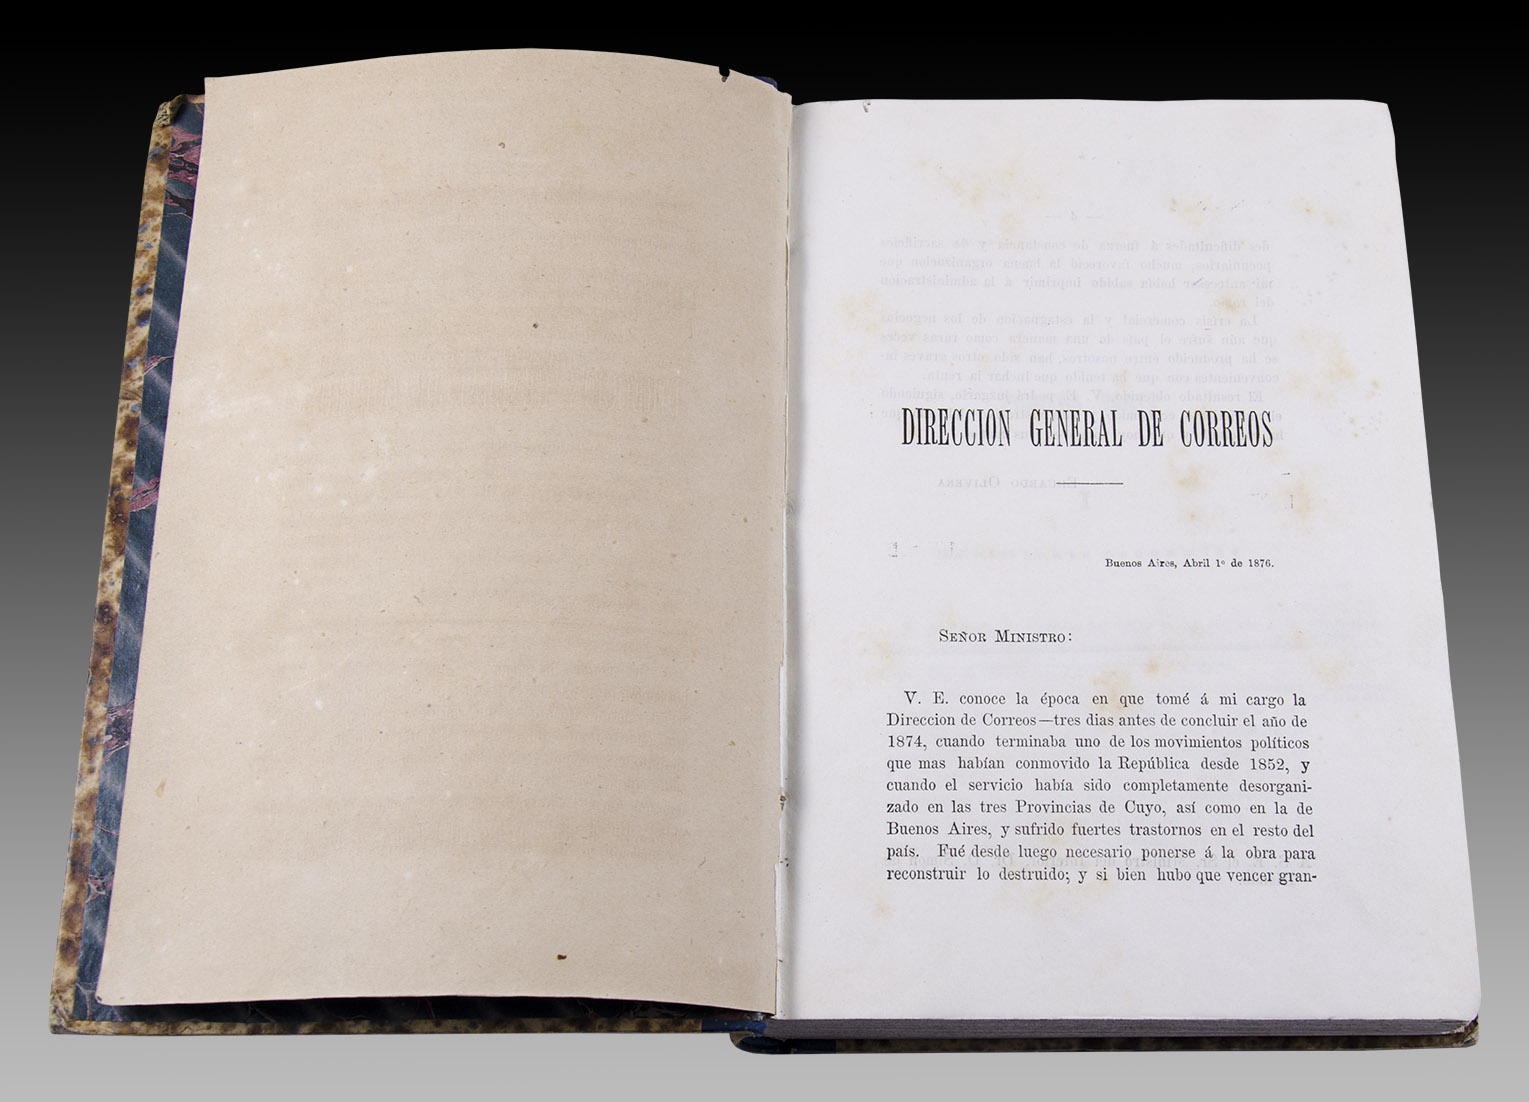 DIRECCION GENERAL DE CORREOS
Buenos Aires, Abril 1º de 1876.
SEÑOR MINISTRO:
V. E. conoce la época en que tomé á mi cargo la
Direccion de Correos—tres dias antes de concluir el año de
1874, cuando terminaba uno de los movimientos políticos
que mas habían conmovido la República desde 1852, y
cuando el servicio había sido completamente desorgani-
zado en las tres Provincias de Cuyo, así como en la de
Buenos Aires, y sufrido fuertes trastornos en el resto del
país. Fué desde luego necesario ponerse á la obra para
reconstruir lo destruido; y si bien hubo que vencer gran-